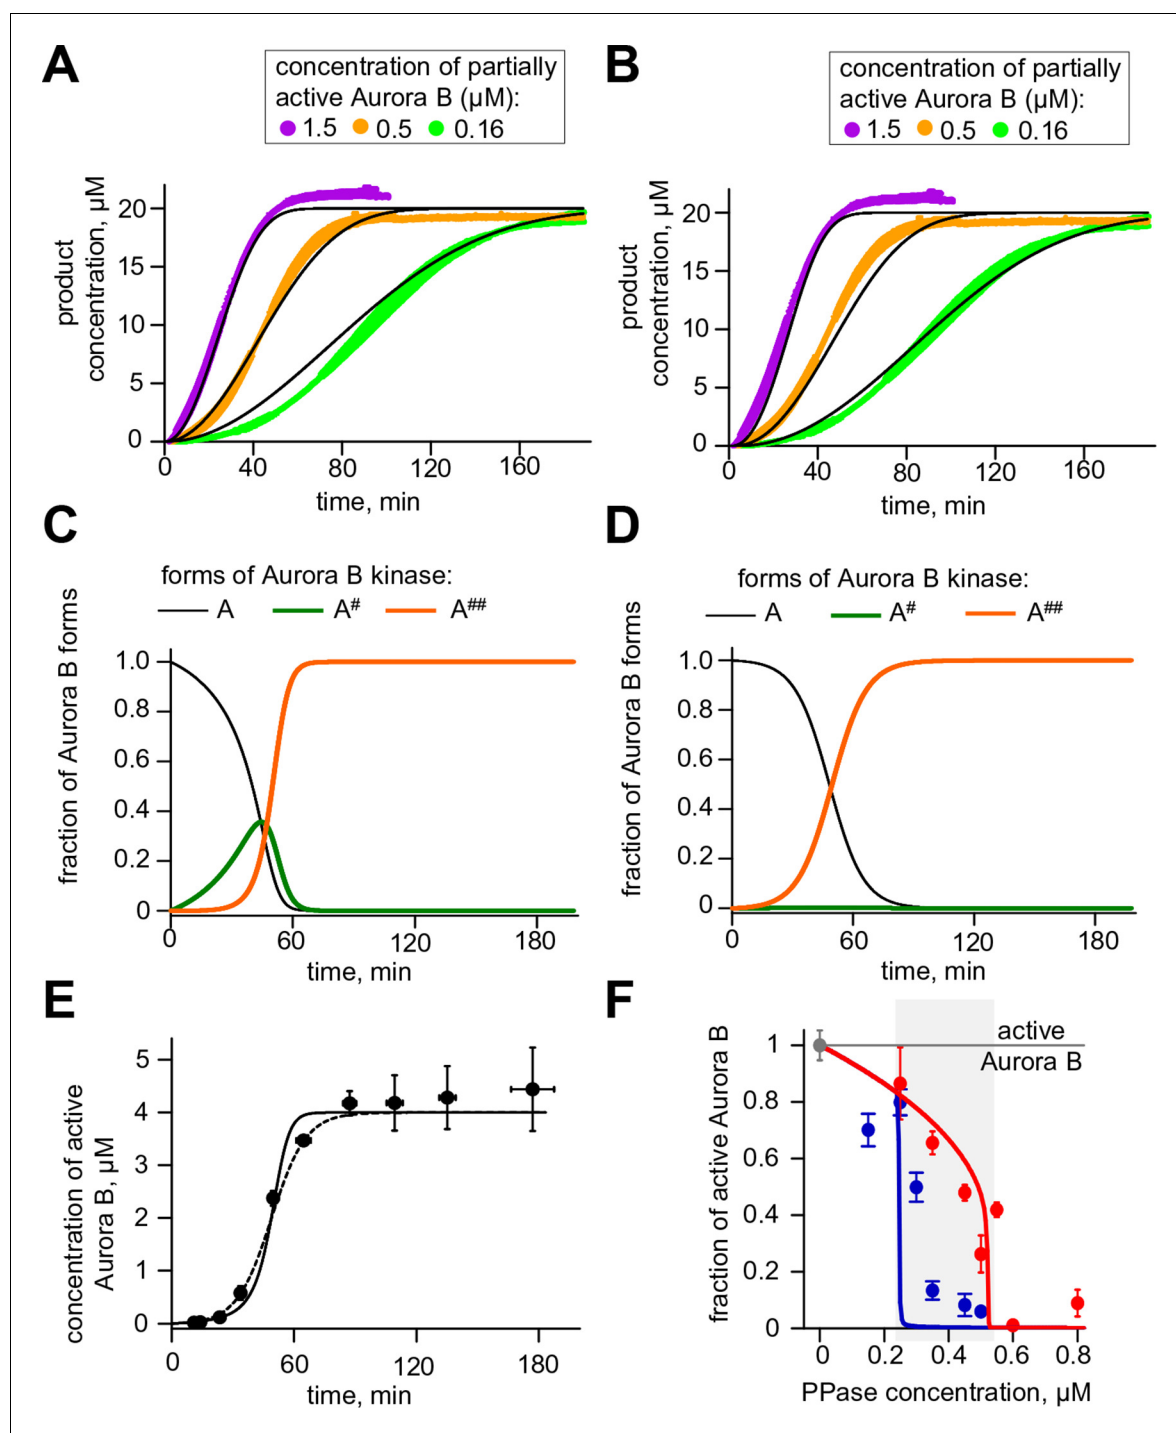 A
concentration of partially
active Aurora B (µM):
1.5 0.5 0.16
product
concentration, µM
20
15
10
5
0
0 40 80 120 160
time, min
B
concentration of partially
active Aurora B (µM):
1.5 0.5 0.16
product
concentration, µM
20
15
10
5
0
0 40 80 120 160
time, min
C
forms of Aurora B kinase:
A A# A##
fraction of Aurora B forms
1.0
0.8
0.6
0.4
0.2
0
0 60 120 180
time, min
D
forms of Aurora B kinase:
A A# A##
fraction of Aurora B forms
1.0
0.8
0.6
0.4
0.2
0
0 60 120 180
time, min
E
concentration of active
Aurora B, µM
5
4
3
2
1
0
0 60 120 180
time, min
F
active
Aurora B
fraction of active Aurora B
1
0.8
0.6
0.4
0.2
0
0 0.2 0.4 0.6 0.8
PPase concentration, µM